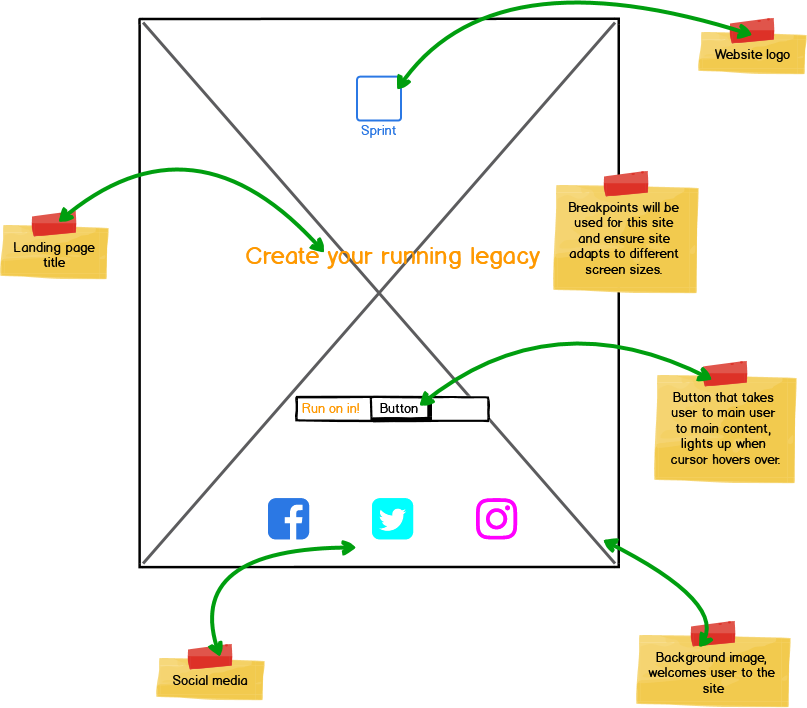 Website logo
Sprint
Breakpoints will be
used for this site
and ensure site
adapts to different
screen sizes.
Landing page
title
Create your running legacy
Button that takes
user to main user
to main content,
lights up when
cursor hovers over.
Run on in! Button
Background image,
welcomes user to the
site
Social media